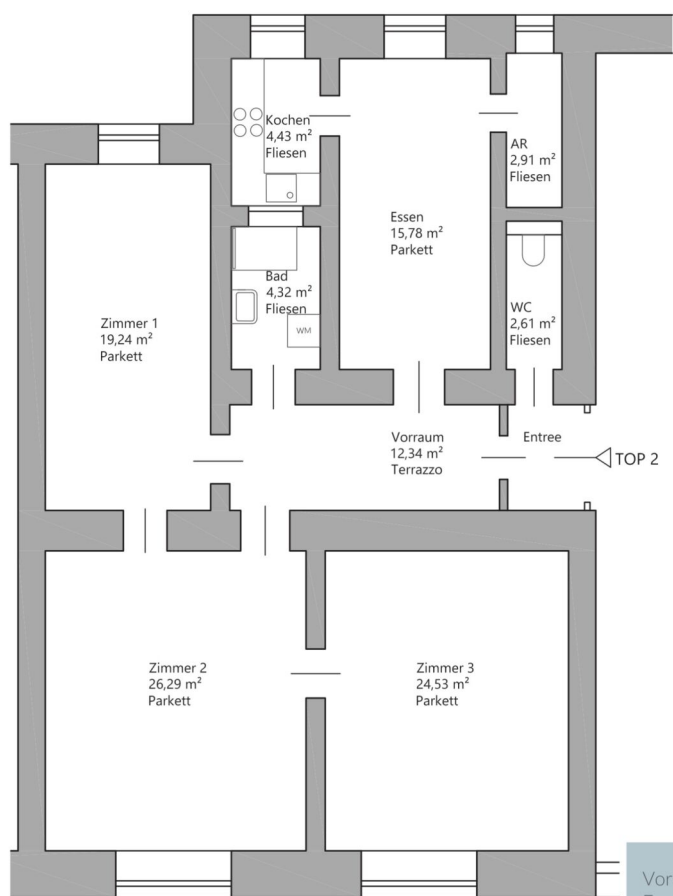 Kochen
4,43 m²
Fliesen
AR
2,91 m²
Fliesen
Essen
15,78 m²
Parkett
Bad
4,32 m²
Fliesen
WM
WC
2,61 m²
Fliesen
Zimmer 1
19,24 m²
Parkett
Vorraum
12,34 m²
Terrazzo
Entree
TOP 2
Zimmer 2
26,29 m²
Parkett
Zimmer 3
24,53 m²
Parkett
Vor